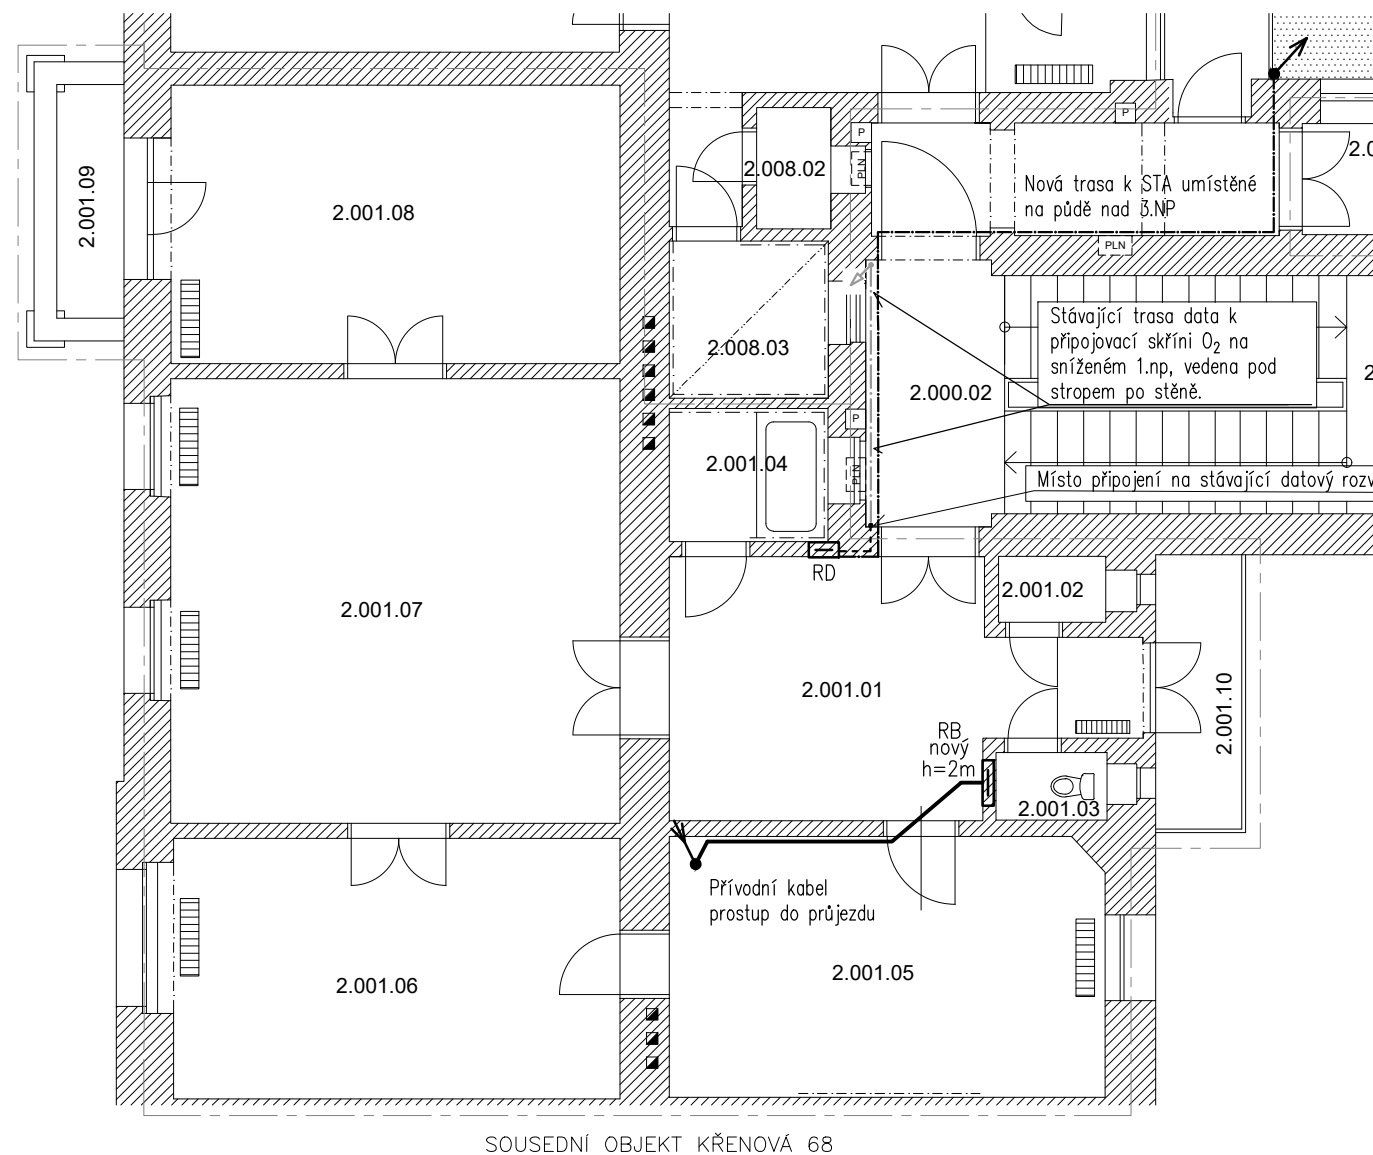 2.001.09
2.001.08
2.008.02
P
PLN
P
Nová trasa k STA umístěné
na půdě nad 3.NP
PLN
2.0
2.008.03
Stávající trasa data k
připojovací skříni O₂ na
sníženém 1.np, vedena pod
stropem po stěně.
2
2.000.02
P
2.001.04
PLN
Místo připojení na stávající datový rozv
RD
2.001.07
2.001.02
2.001.01
2.001.10
RB
nový
h=2m
2.001.03
Přívodní kabel
prostup do průjezdu
2.001.06
2.001.05
SOUSEDNÍ OBJEKT KŘENOVÁ 68